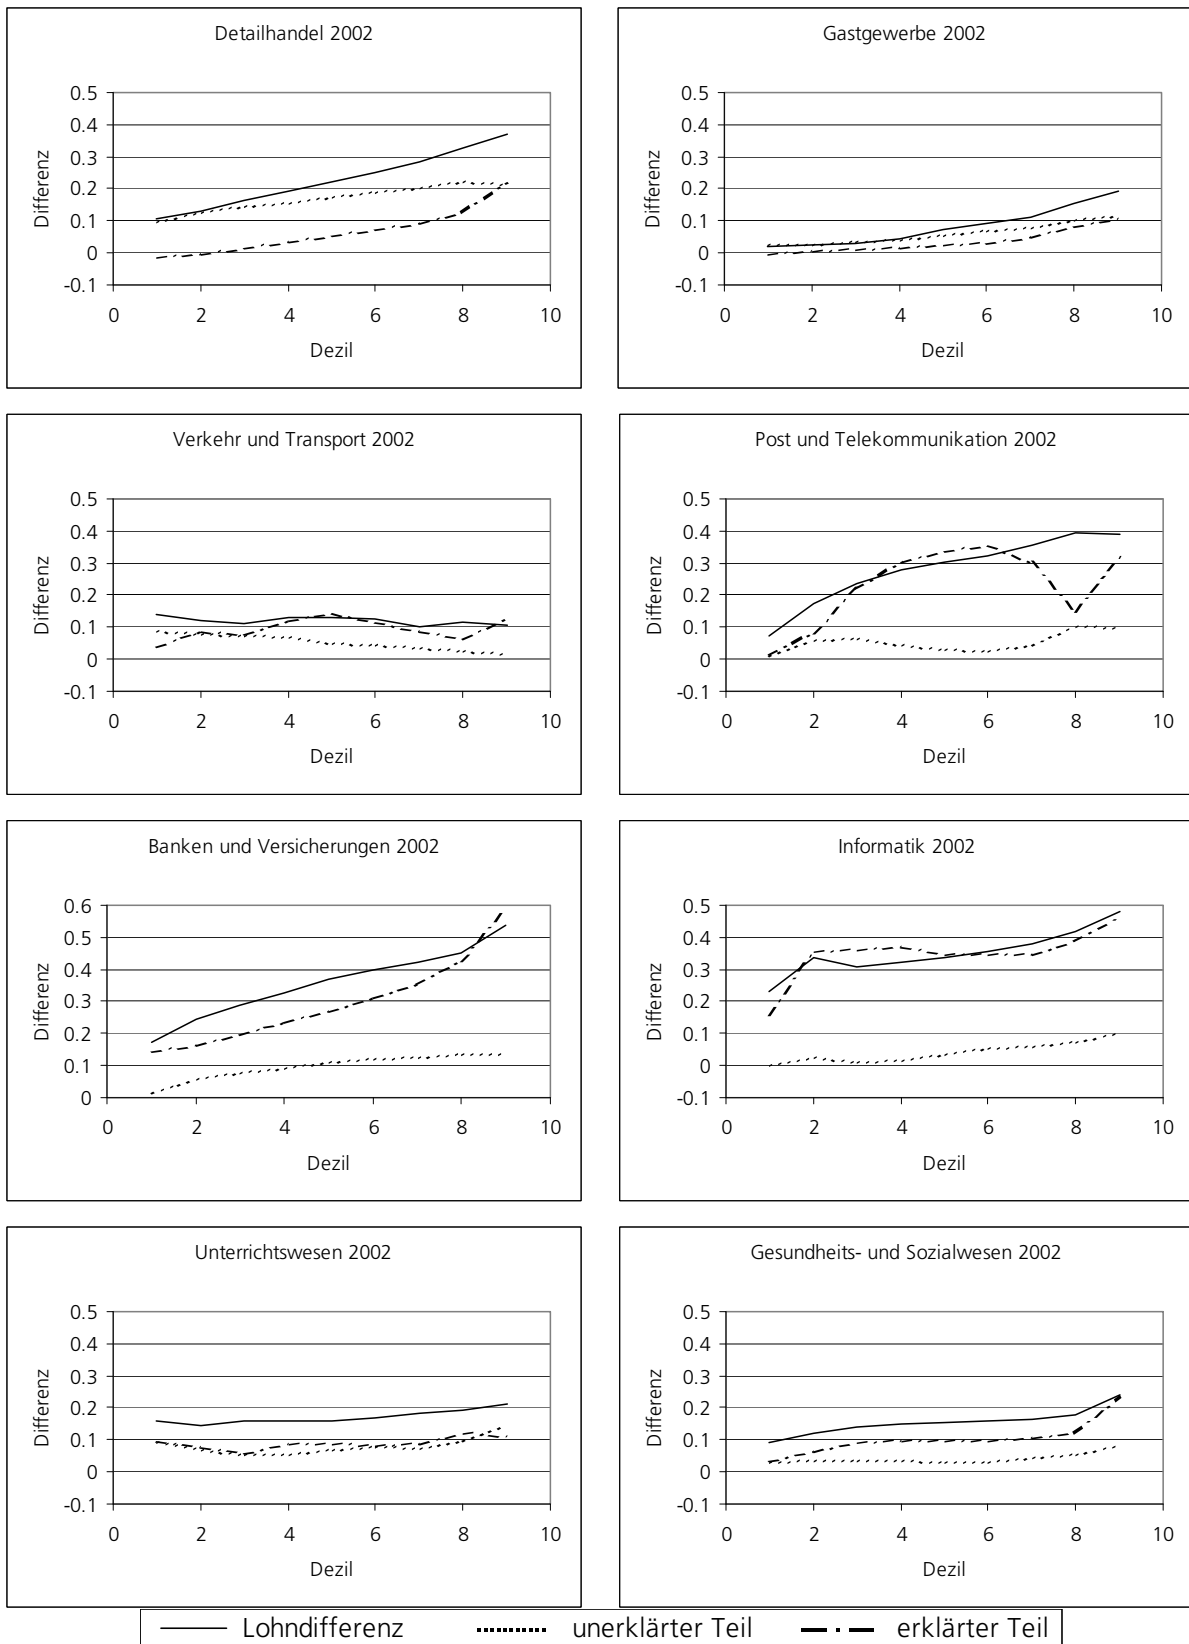 Detailhandel 2002
0.5
0.4
0.3
0.2
0.1
0
-0.1
Differenz
0 2 4 6 8 10
Dezil
Gastgewerbe 2002
0.5
0.4
0.3
0.2
0.1
0
-0.1
Differenz
0 2 4 6 8 10
Dezil
Verkehr und Transport 2002
0.5
0.4
0.3
0.2
0.1
0
-0.1
Differenz
0 2 4 6 8 10
Dezil
Post und Telekommunikation 2002
0.5
0.4
0.3
0.2
0.1
0
-0.1
Differenz
0 2 4 6 8 10
Dezil
Banken und Versicherungen 2002
0.6
0.5
0.4
0.3
0.2
0.1
0
Differenz
0 2 4 6 8 10
Dezil
Informatik 2002
0.5
0.4
0.3
0.2
0.1
0
-0.1
Differenz
0 2 4 6 8 10
Dezil
Unterrichtswesen 2002
0.5
0.4
0.3
0.2
0.1
0
-0.1
Differenz
0 2 4 6 8 10
Dezil
Gesundheits- und Sozialwesen 2002
0.5
0.4
0.3
0.2
0.1
0
-0.1
Differenz
0 2 4 6 8 10
Dezil
Lohndifferenz unerklärter Teil erklärter Teil